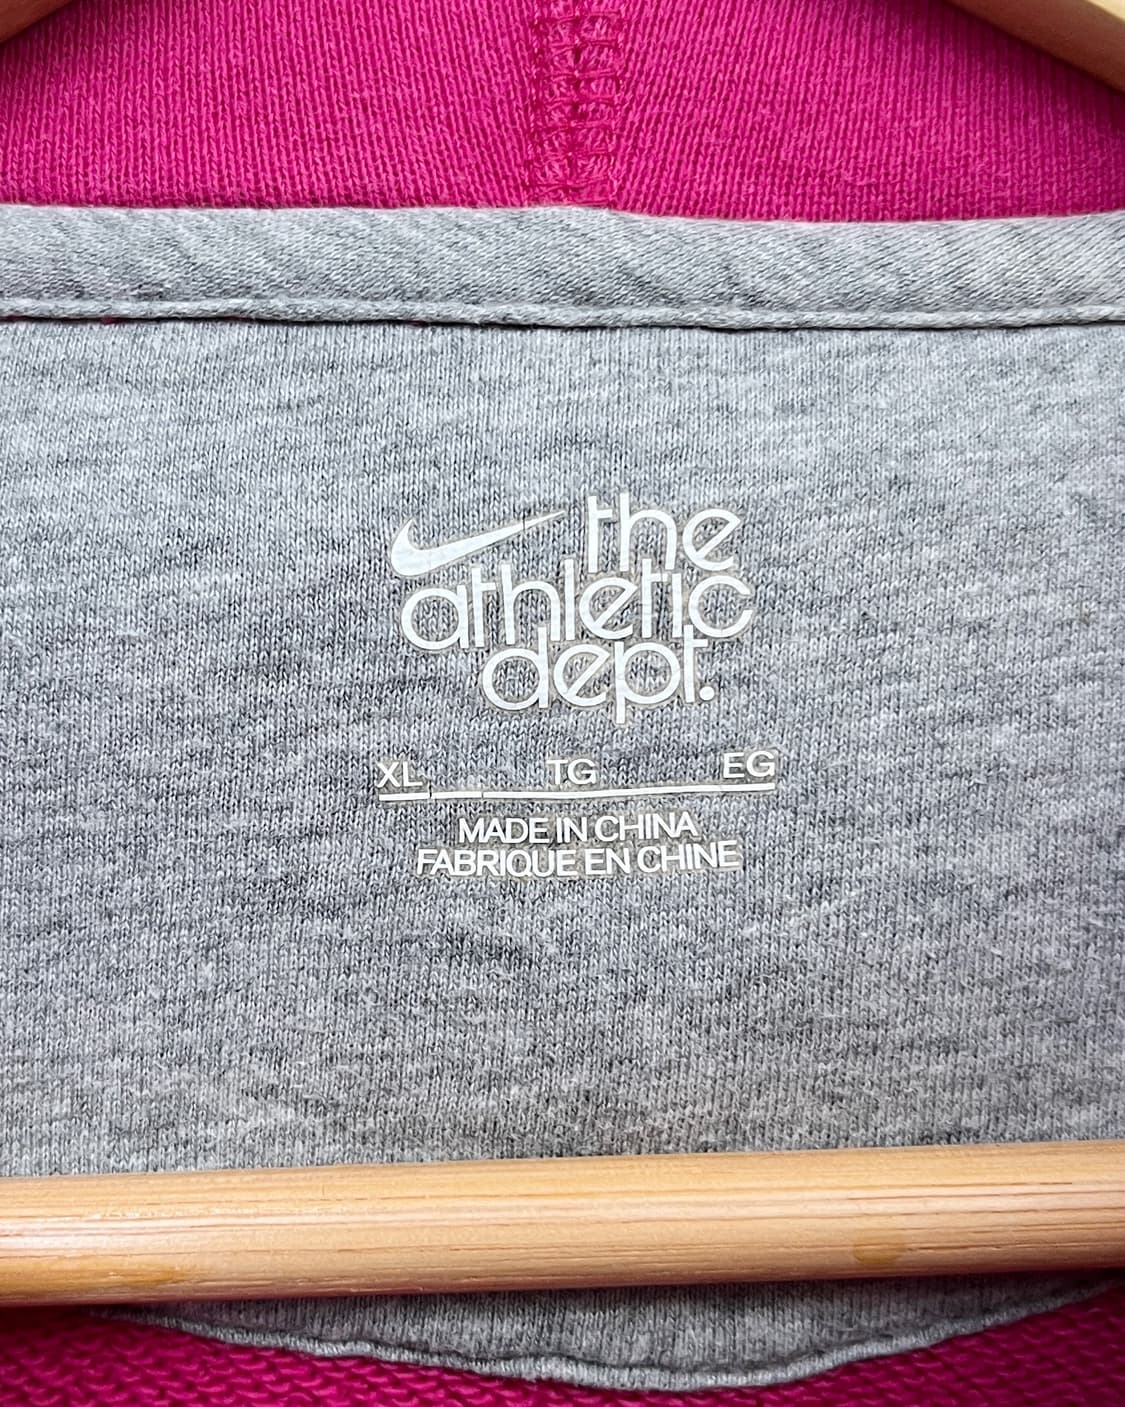 the
athletic
dept.
XL TG EG
MADE IN CHINA
FABRIQUE EN CHINE